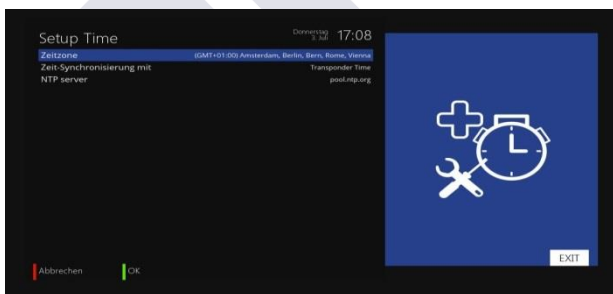 Setup Time
Donnerstag
3. Juli
17:08
Zeitzone (GMT+01:00) Amsterdam, Berlin, Bern, Rome, Vienna
Zeit-Synchronisierung mit Transponder Time
NTP server pool.ntp.org
EXIT
Abbrechen OK